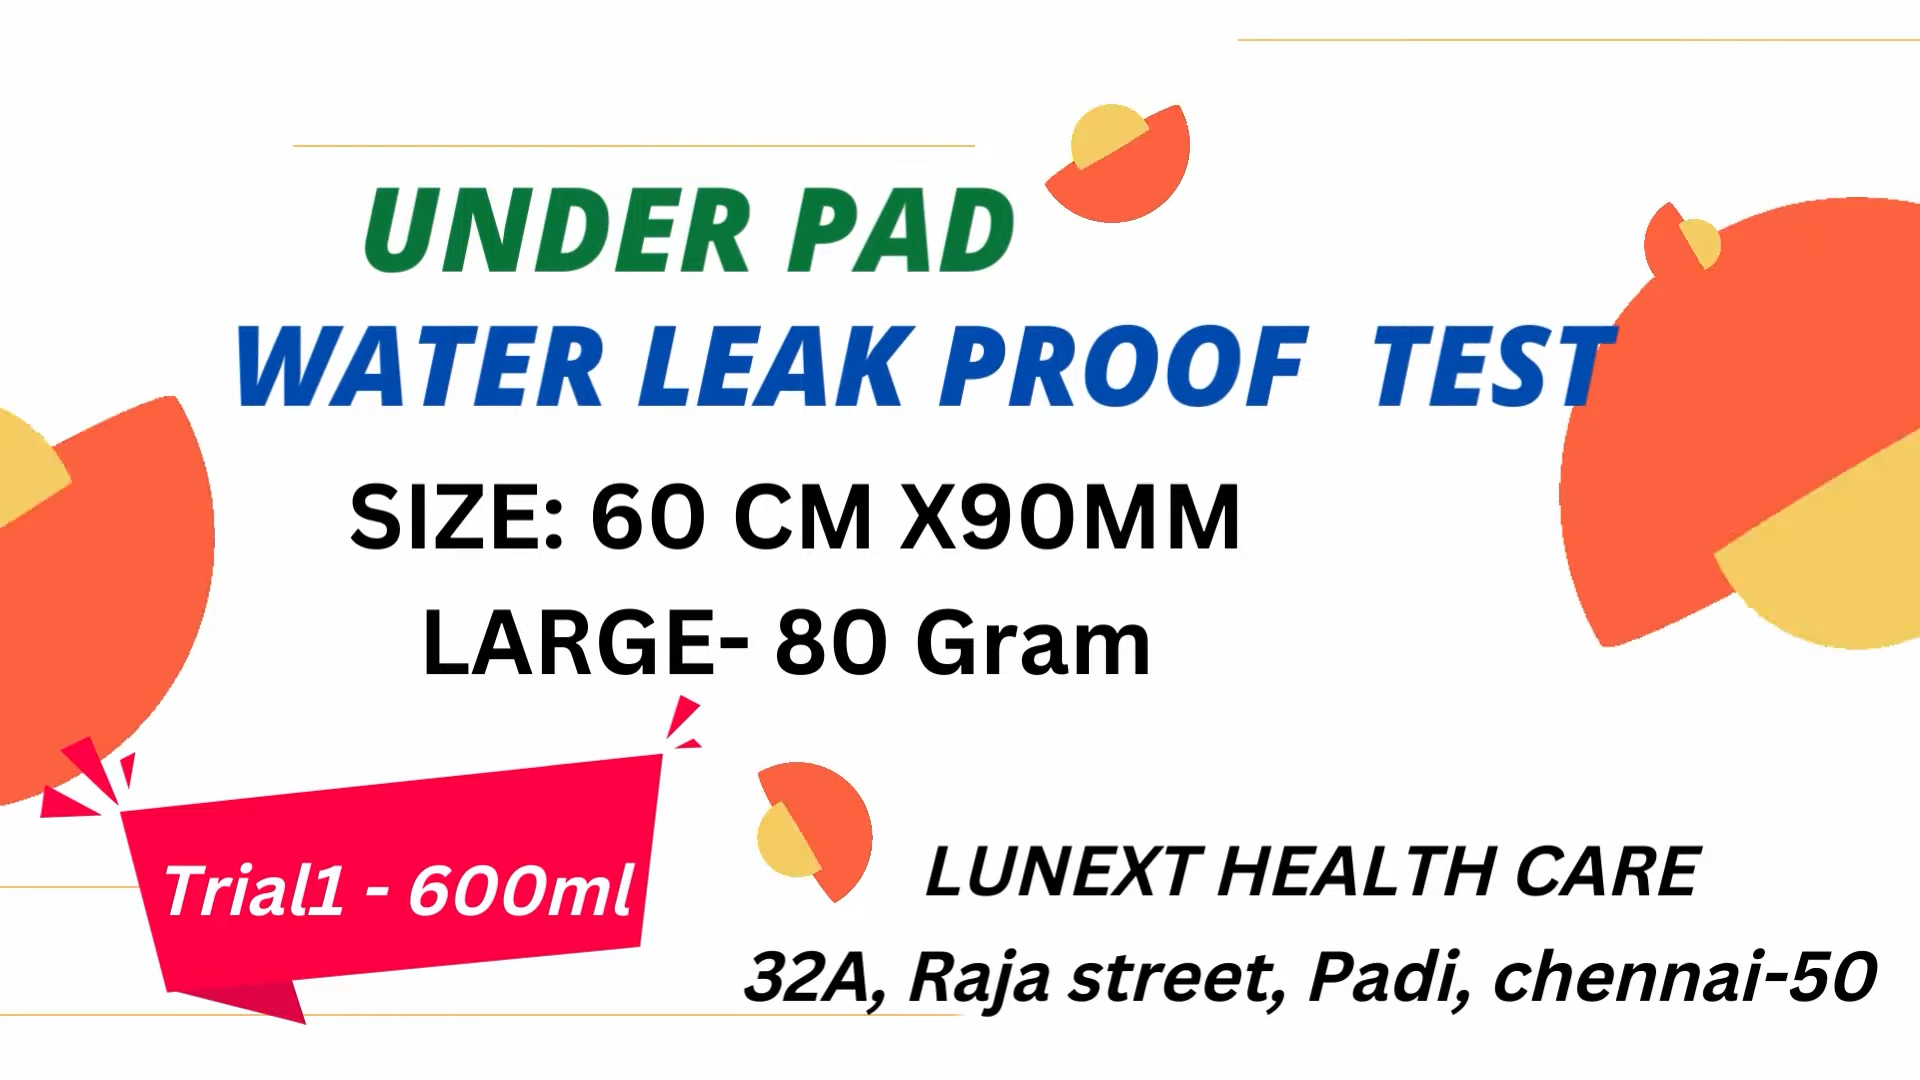 UNDER PAD
WATER LEAK PROOF TEST
SIZE: 60 CM X90MM
LARGE- 80 Gram
Trial1 - 600ml
LUNEXT HEALTH CARE
32A, Raja street, Padi, chennai-50